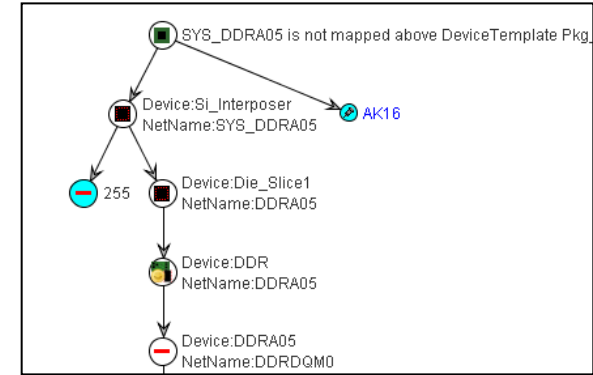 SYS_DDRA05 is not mapped above DeviceTemplate Pkg_
Device:Si_Interposer
NetName:SYS_DDRA05
AK16
255
Device:Die_Slice1
NetName:DDRA05
Device:DDR
NetName:DDRA05
Device:DDRA05
NetName:DDRDQM0